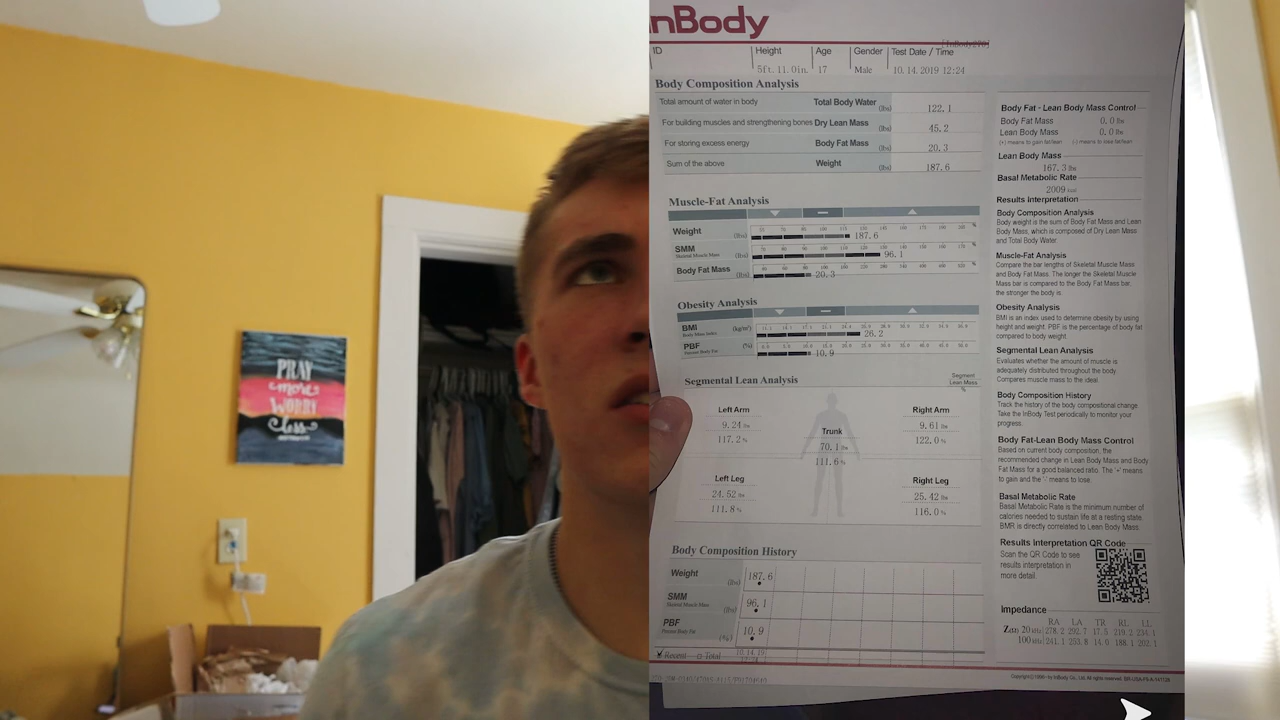 PRAY
more
WORRY
less
InBody
[InBody270]
ID Height Age Gender Test Date / Time
5ft. 11.0in. 17 Male 10.14.2019 12:24
Body Composition Analysis
Total amount of water in body Total Body Water (lbs) 122.1
For building muscles and strengthening bones Dry Lean Mass (lbs) 45.2
For storing excess energy Body Fat Mass (lbs) 20.3
Sum of the above Weight (lbs) 187.6
Muscle-Fat Analysis
Weight (lbs) 187.6
SMM (lbs) 96.1
Skeletal Muscle Mass
Body Fat Mass (lbs) 20.3
Obesity Analysis
BMI (kg/m²) 26.2
Body Mass Index
PBF (%) 10.9
Percent Body Fat
Segmental Lean Analysis
Segment
Lean Mass
%
Left Arm
9.24 lbs
117.2 %
Right Arm
9.61 lbs
122.0 %
Trunk
70.1 lbs
111.6 %
Left Leg
24.52 lbs
111.8 %
Right Leg
25.42 lbs
116.0 %
Body Composition History
Weight (lbs) 187.6
SMM (lbs) 96.1
Skeletal Muscle Mass
PBF (%) 10.9
Percent Body Fat
Recent Total 10.14.19
12:24
Body Fat - Lean Body Mass Control
Body Fat Mass 0.0 lbs
Lean Body Mass 0.0 lbs
(+) means to gain fat/lean (-) means to lose fat/lean
Lean Body Mass
167.3 lbs
Basal Metabolic Rate
2009 kcal
Results Interpretation
Body Composition Analysis
Body weight is the sum of Body Fat Mass and Lean
Body Mass, which is composed of Dry Lean Mass
and Total Body Water.
Muscle-Fat Analysis
Compare the bar lengths of Skeletal Muscle Mass
and Body Fat Mass. The longer the Skeletal Muscle
Mass bar is compared to the Body Fat Mass bar,
the stronger the body is.
Obesity Analysis
BMI is an index used to determine obesity by using
height and weight. PBF is the percentage of body fat
compared to body weight.
Segmental Lean Analysis
Evaluates whether the amount of muscle is
adequately distributed throughout the body.
Compares muscle mass to the ideal.
Body Composition History
Track the history of the body compositional change.
Take the InBody Test periodically to monitor your
progress.
Body Fat-Lean Body Mass Control
Based on current body composition, the
recommended change in Lean Body Mass and Body
Fat Mass for a good balanced ratio. The '+' means
to gain and the '-' means to lose.
Basal Metabolic Rate
Basal Metabolic Rate is the minimum number of
calories needed to sustain life at a resting state.
BMR is directly correlated to Lean Body Mass.
Results Interpretation QR Code
Scan the QR Code to see
results interpretation in
more detail.
Impedance
RA LA TR RL LL
Z(Ω) 20 kHz 278.2 292.7 17.5 219.2 234.1
100 kHz 241.1 253.8 14.0 188.1 202.1